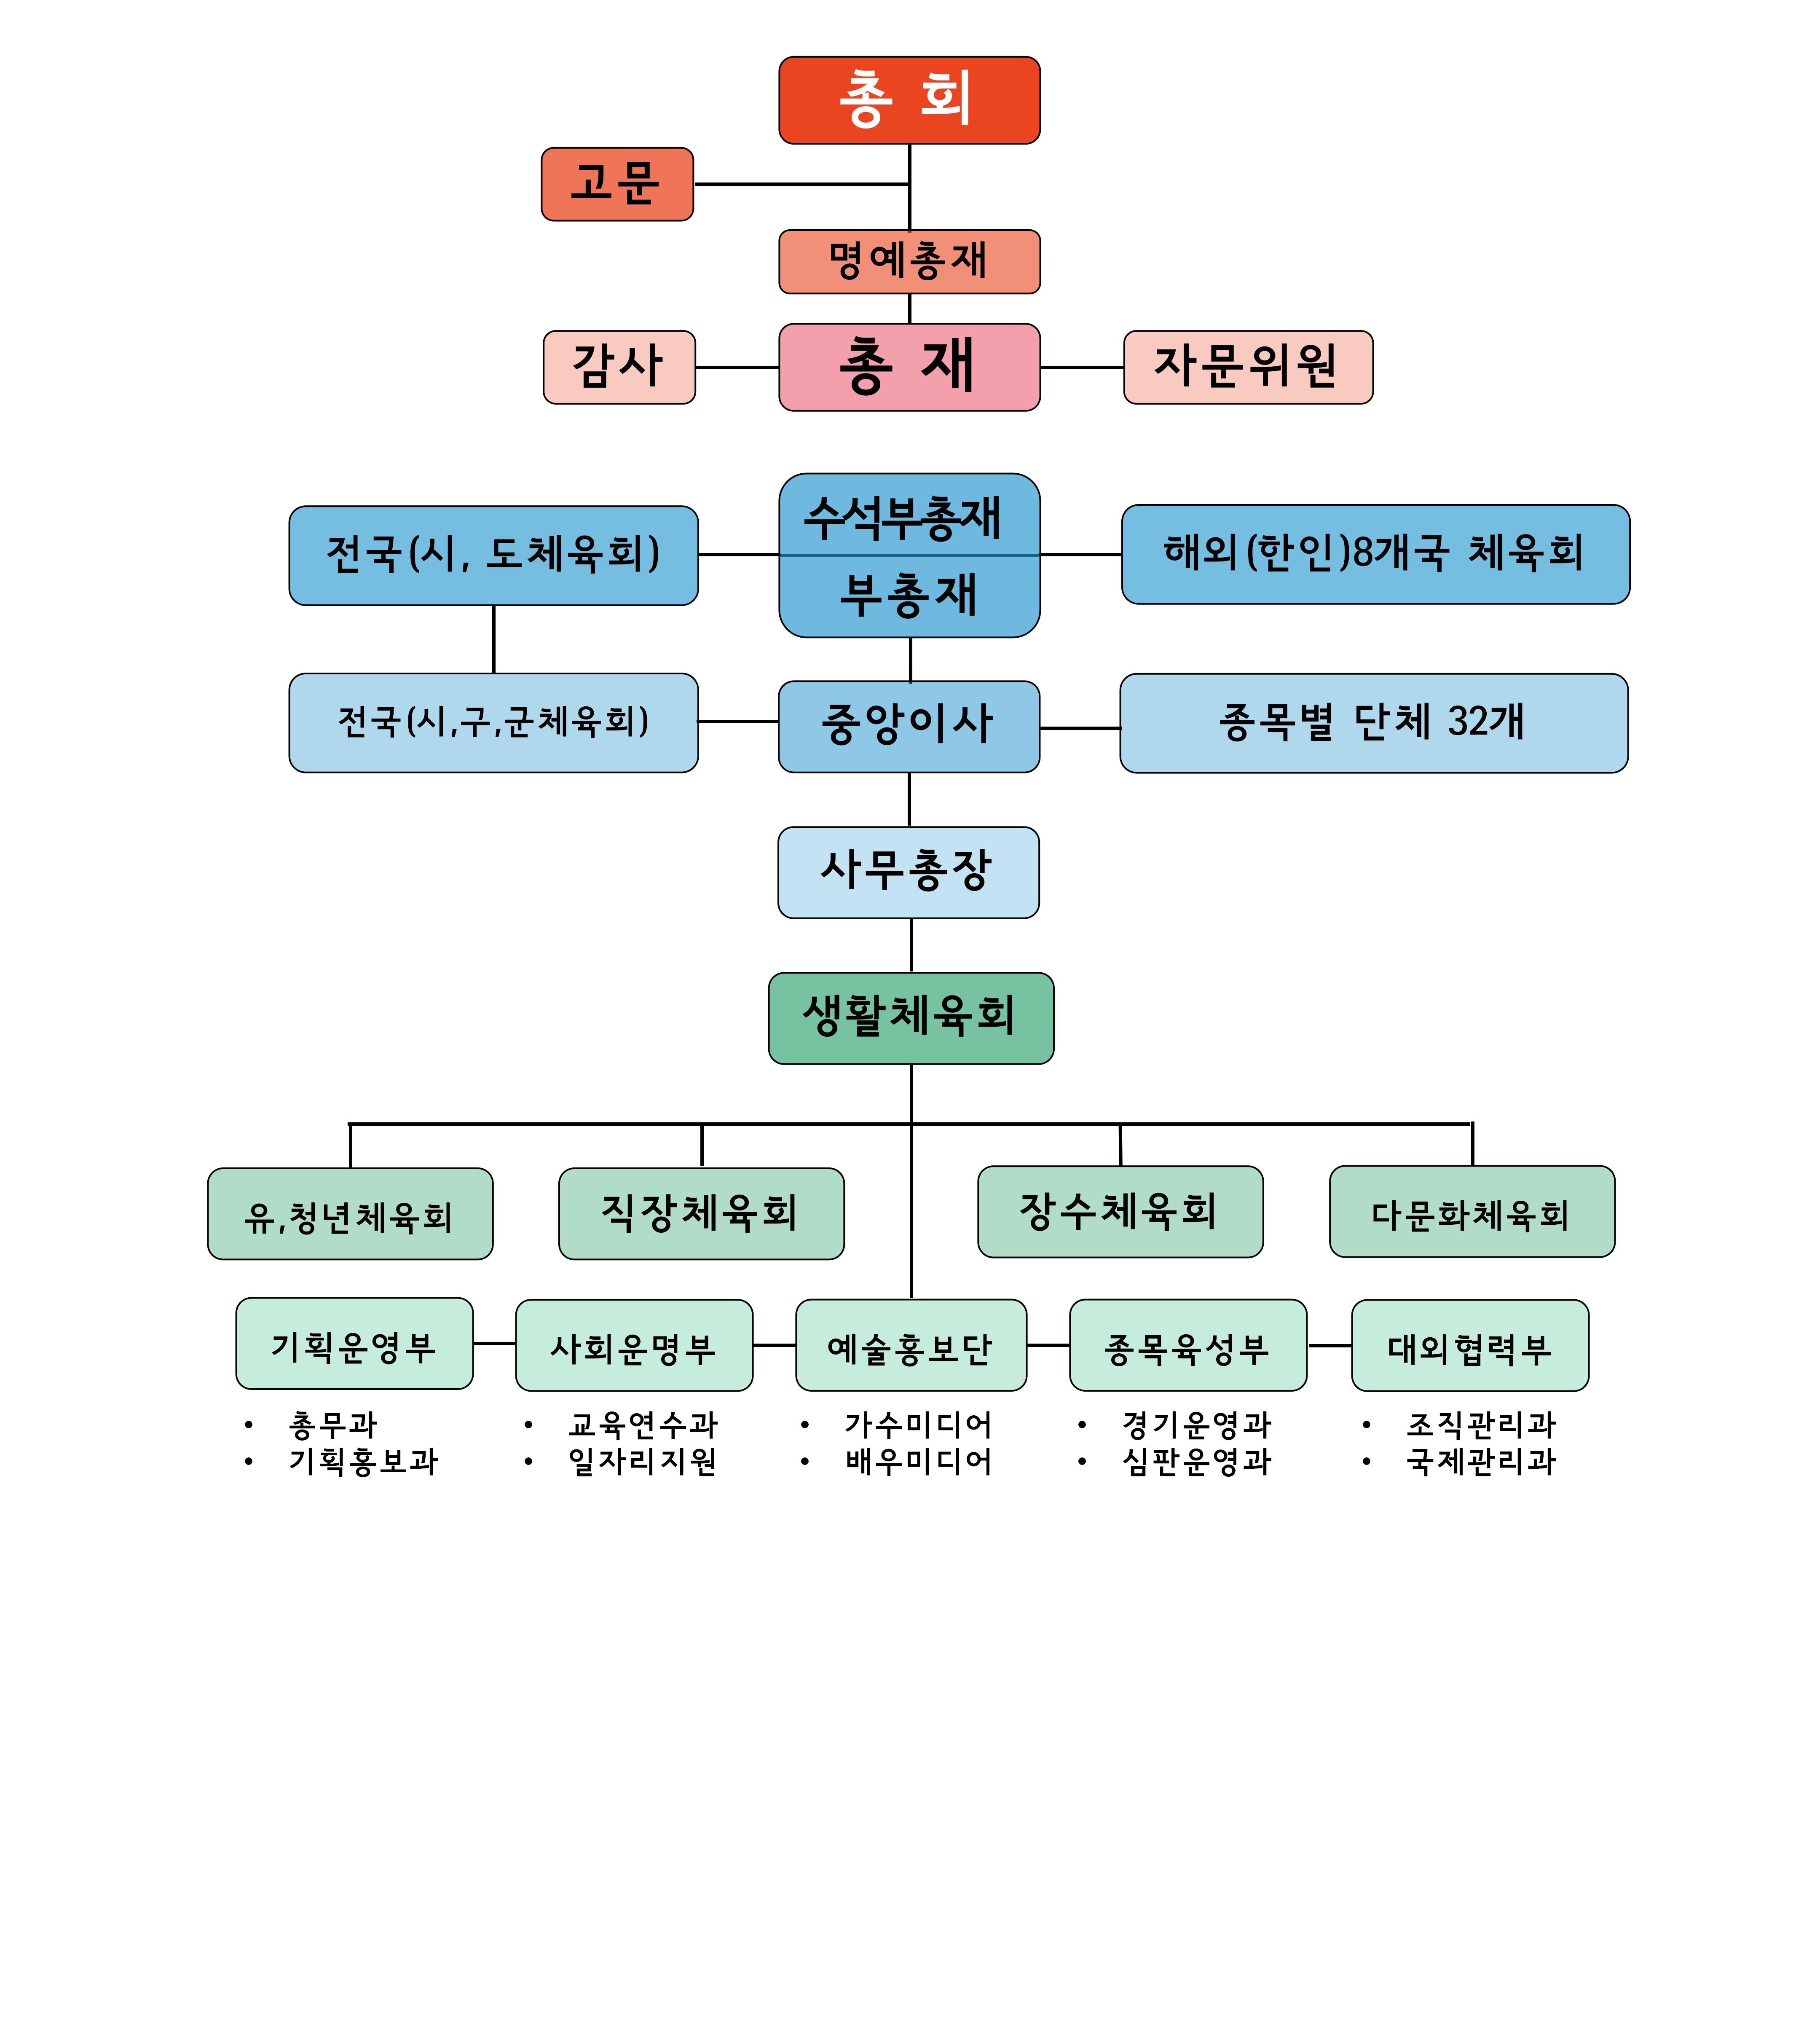 총 회
고문
명예총재
감사
총 재
자문위원
수석부총재
전국(시, 도체육회)
해외(한인)8개국 체육회
부총재
전국(시,구,군체육회)
중앙이사
종목별 단체 32개
사무총장
생활체육회
유,청년체육회
직장체육회
장수체육회
다문화체육회
기획운영부
사회운명부
예술홍보단
종목육성부
대외협력부
• 총무과
• 기획홍보과
• 교육연수과
• 일자리지원
• 가수미디어
• 배우미디어
• 경기운영과
• 심판운영과
• 조직관리과
• 국제관리과